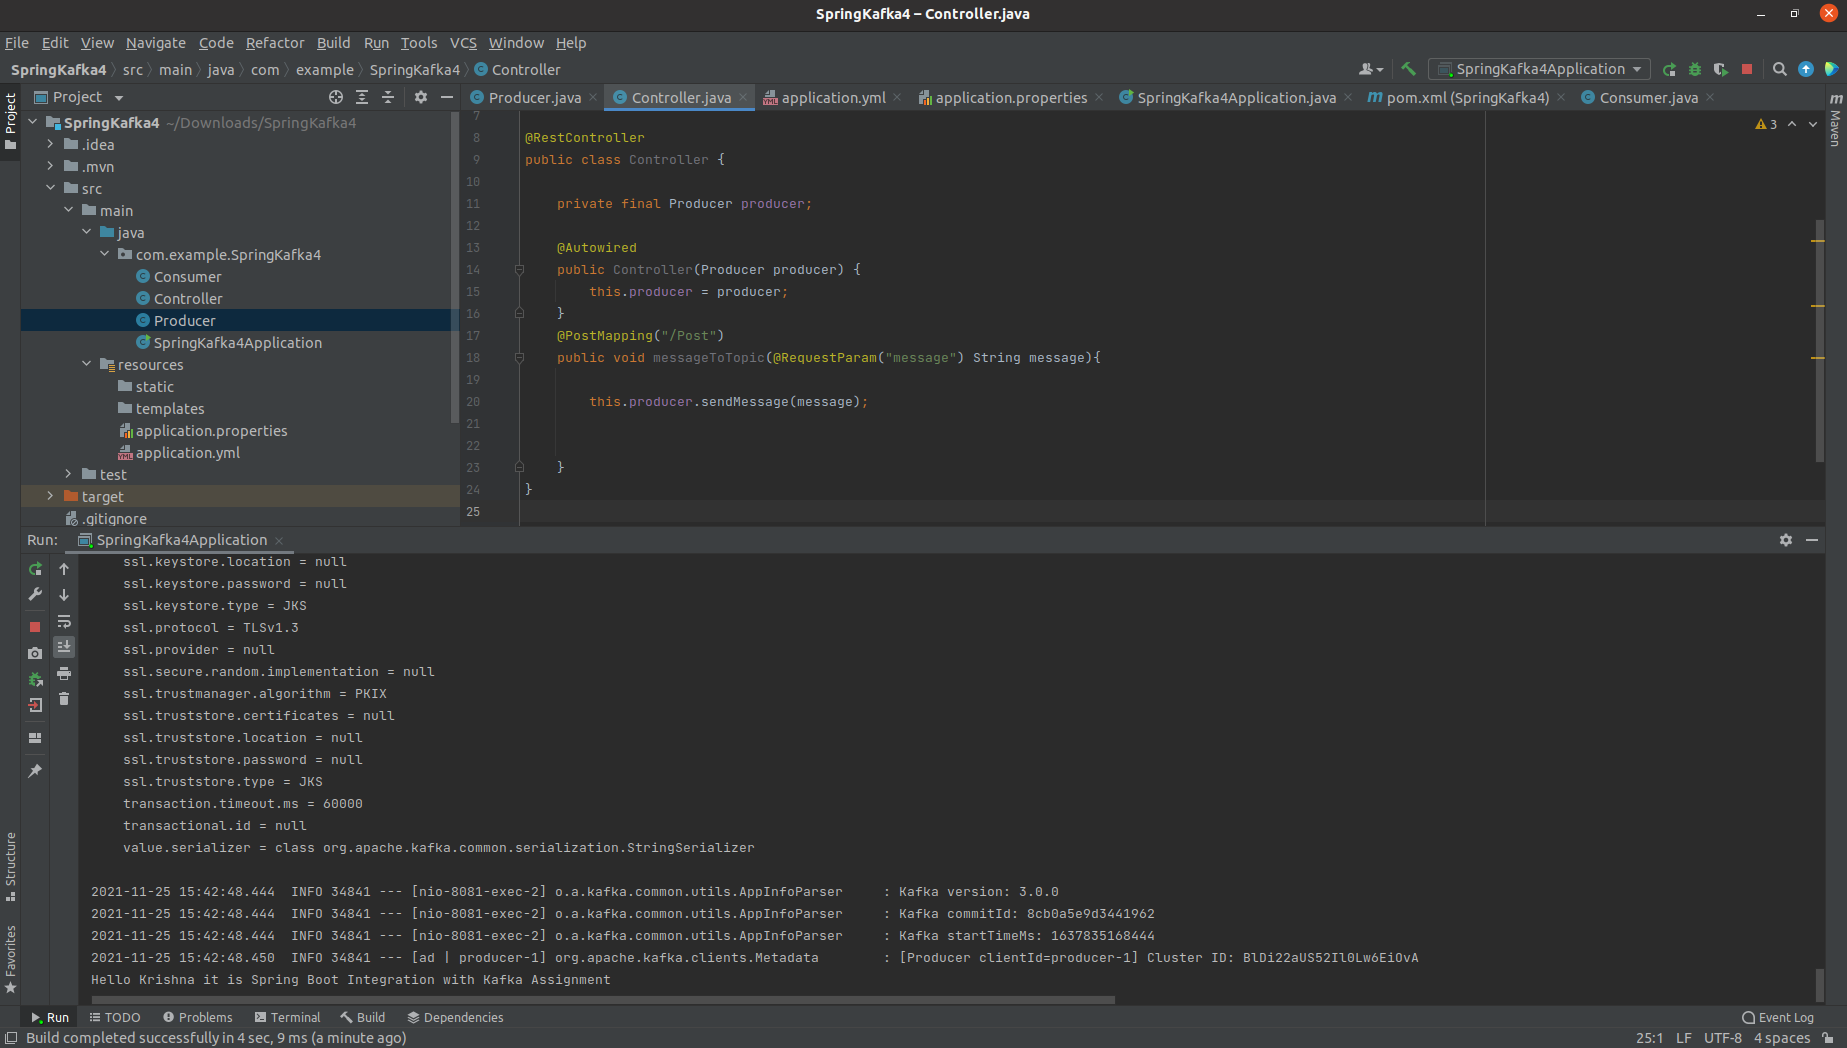 SpringKafka4 – Controller.java
File Edit View Navigate Code Refactor Build Run Tools VCS Window Help
SpringKafka4 src main java com example SpringKafka4 Controller
SpringKafka4Application
Project
Producer.java Controller.java application.yml application.properties SpringKafka4Application.java pom.xml (SpringKafka4) Consumer.java
Project
Maven
SpringKafka4 ~/Downloads/SpringKafka4
.idea
.mvn
src
main
java
com.example.SpringKafka4
Consumer
Controller
Producer
SpringKafka4Application
resources
static
templates
application.properties
application.yml
test
target
.gitignore
3
7
8 @RestController
9 public class Controller {
10
11 private final Producer producer;
12
13 @Autowired
14 public Controller(Producer producer) {
15 this.producer = producer;
16 }
17 @PostMapping("/Post")
18 public void messageToTopic(@RequestParam("message") String message){
19
20 this.producer.sendMessage(message);
21
22
23 }
24 }
25
Run: SpringKafka4Application
ssl.keystore.location = null
ssl.keystore.password = null
ssl.keystore.type = JKS
ssl.protocol = TLSv1.3
ssl.provider = null
ssl.secure.random.implementation = null
ssl.trustmanager.algorithm = PKIX
ssl.truststore.certificates = null
ssl.truststore.location = null
ssl.truststore.password = null
ssl.truststore.type = JKS
transaction.timeout.ms = 60000
transactional.id = null
value.serializer = class org.apache.kafka.common.serialization.StringSerializer
2021-11-25 15:42:48.444 INFO 34841 --- [nio-8081-exec-2] o.a.kafka.common.utils.AppInfoParser : Kafka version: 3.0.0
2021-11-25 15:42:48.444 INFO 34841 --- [nio-8081-exec-2] o.a.kafka.common.utils.AppInfoParser : Kafka commitId: 8cb0a5e9d3441962
2021-11-25 15:42:48.444 INFO 34841 --- [nio-8081-exec-2] o.a.kafka.common.utils.AppInfoParser : Kafka startTimeMs: 1637835168444
2021-11-25 15:42:48.450 INFO 34841 --- [ad | producer-1] org.apache.kafka.clients.Metadata : [Producer clientId=producer-1] Cluster ID: BlDi22aUS52Il0Lw6EiOvA
Hello Krishna it is Spring Boot Integration with Kafka Assignment
Structure
Favorites
Run TODO Problems Terminal Build Dependencies Event Log
Build completed successfully in 4 sec, 9 ms (a minute ago) 25:1 LF UTF-8 4 spaces